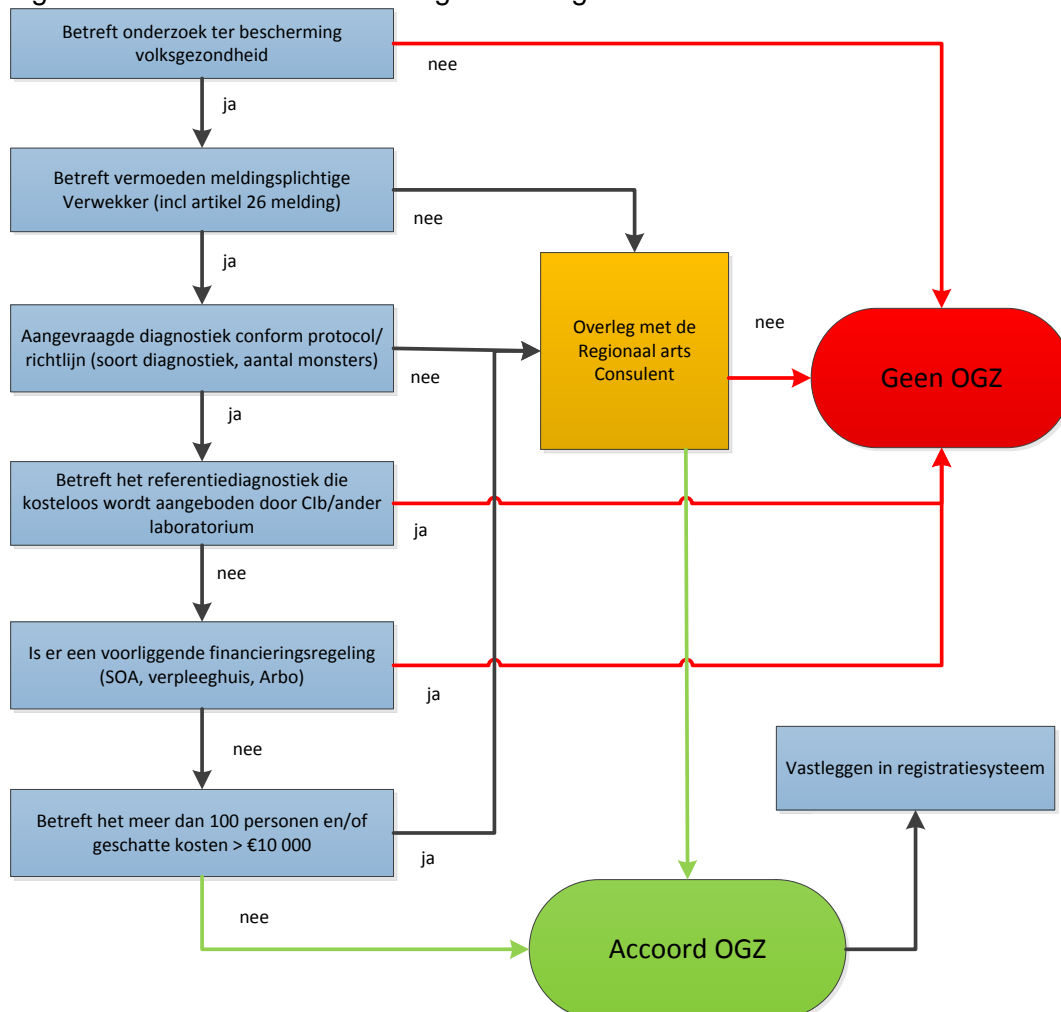 Betreft onderzoek ter bescherming
volksgezondheid
nee
ja
Betreft vermoeden meldingsplichtige
Verwekker (incl artikel 26 melding)
nee
ja
Aangevraagde diagnostiek conform protocol/
richtlijn (soort diagnostiek, aantal monsters)
nee
Overleg met de
Regionaal arts
Consulent
nee
Geen OGZ
ja
Betreft het referentiediagnostiek die
kosteloos wordt aangeboden door CIb/ander
laboratorium
ja
nee
Is er een voorliggende financieringsregeling
(SOA, verpleeghuis, Arbo)
ja
nee
Vastleggen in registratiesysteem
Betreft het meer dan 100 personen en/of
geschatte kosten > €10 000
ja
nee
Accoord OGZ